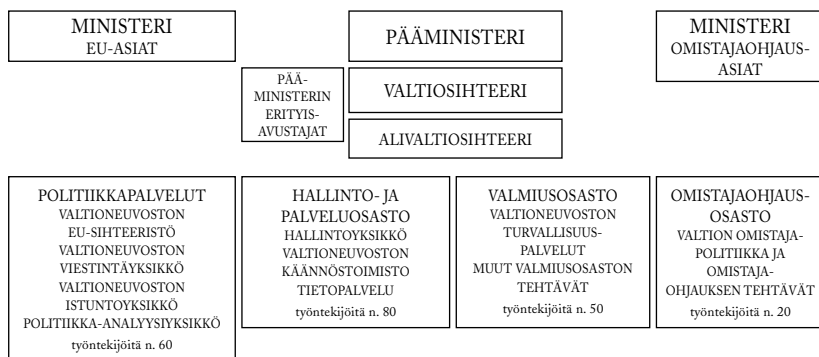 MINISTERI
EU-ASIAT
PÄÄMINISTERI
MINISTERI
OMISTAJAOHJAUS-
ASIAT
PÄÄ-
MINISTERIN
ERITYIS-
AVUSTAJAT
VALTIOSIHTEERI
ALIVALTIOSIHTEERI
POLITIIKKAPALVELUT
VALTIONEUVOSTON
EU-SIHTEERISTÖ
VALTIONEUVOSTON
VIESTINTÄYKSIKKÖ
VALTIONEUVOSTON
ISTUNTOYKSIKKÖ
POLITIIKKA-ANALYYSIYKSIKKÖ
työntekijöitä n. 60
HALLINTO- JA
PALVELUOSASTO
HALLINTOYKSIKKÖ
VALTIONEUVOSTON
KÄÄNNÖSTOIMISTO
TIETOPALVELU
työntekijöitä n. 80
VALMIUSOSASTO
VALTIONEUVOSTON
TURVALLISUUS-
PALVELUT
MUUT VALMIUSOSASTON
TEHTÄVÄT
työntekijöitä n. 50
OMISTAJAOHJAUS-
OSASTO
VALTION OMISTAJA-
POLITIIKKA JA
OMISTAJA-
OHJAUKSEN TEHTÄVÄT
työntekijöitä n. 20